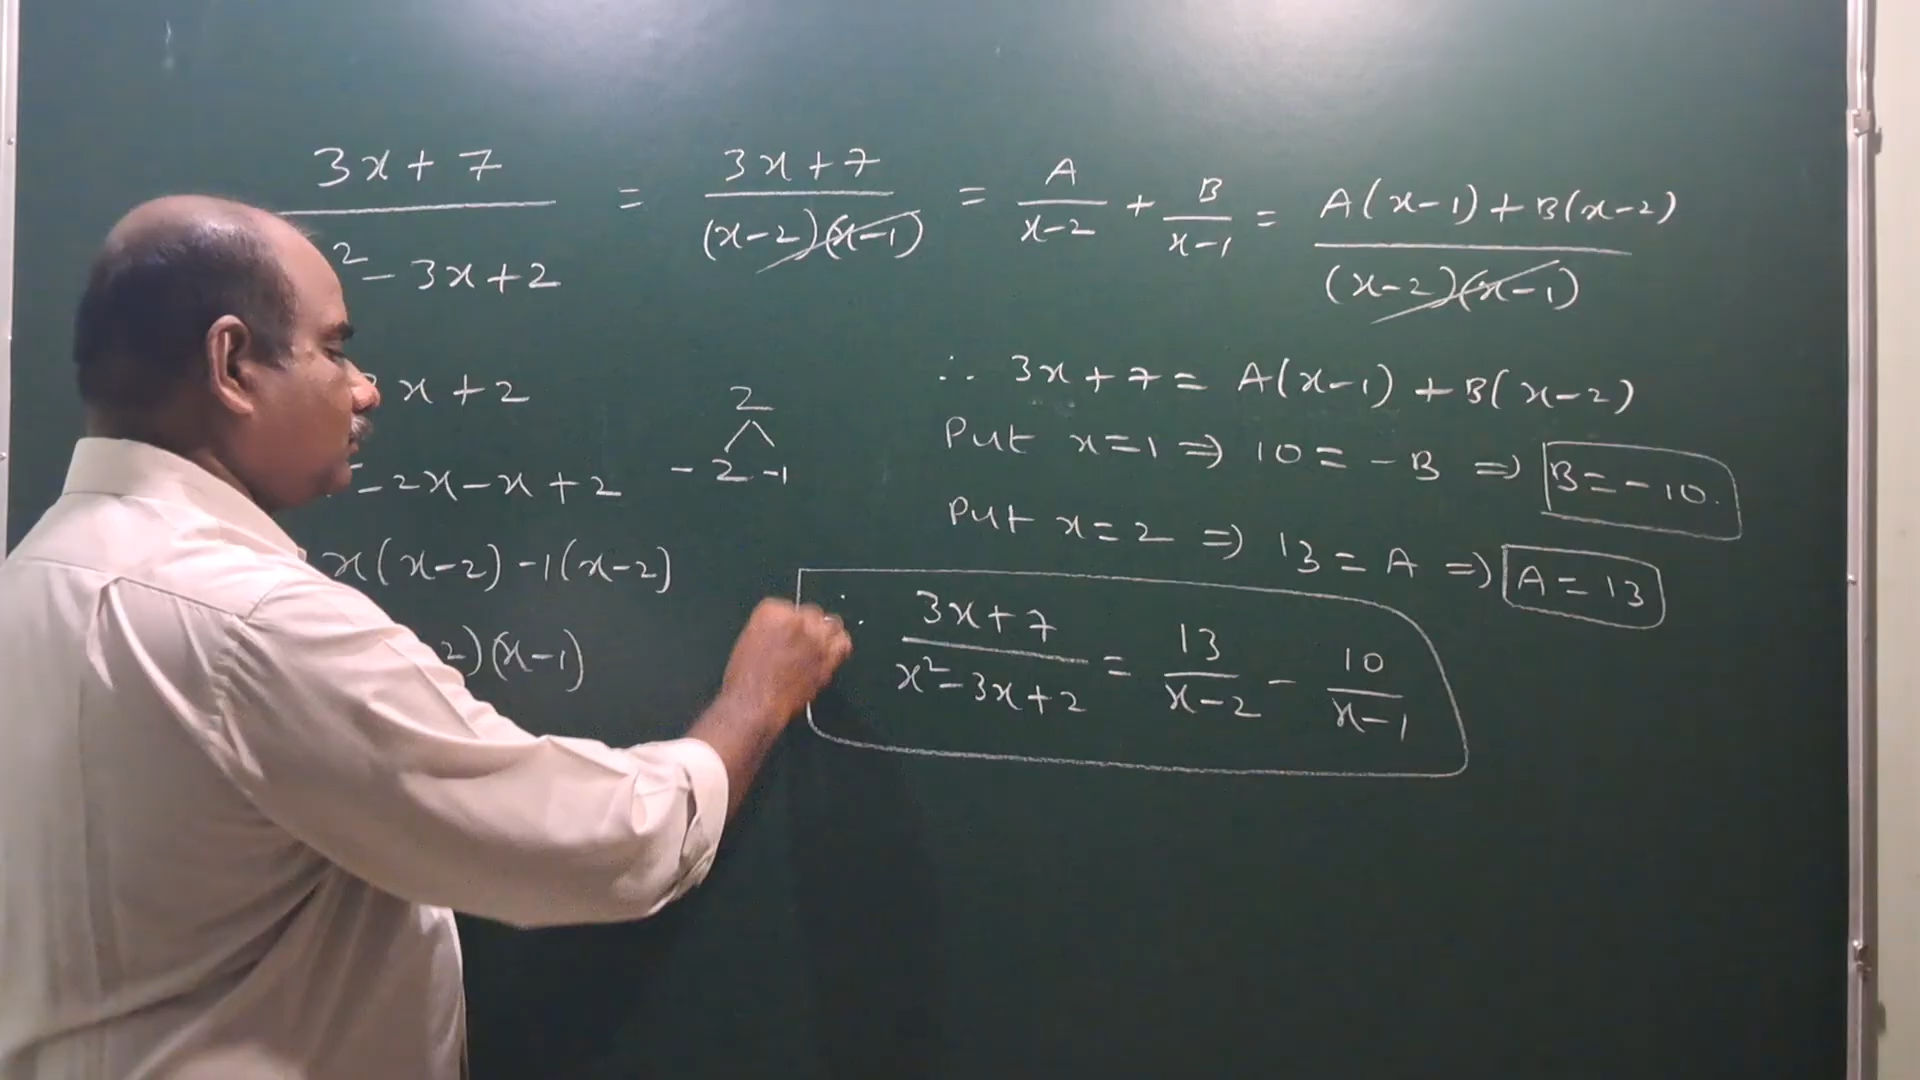 3x + 7 / 2 - 3x + 2 = 3x + 7 / (x-2)(x-1) = A / x-2 + B / x-1 = A(x-1) + B(x-2) / (x-2)(x-1)
x + 2
2
-2 -1
- 2x - x + 2
x(x-2) -1(x-2)
2)(x-1)
∴ 3x + 7 = A(x-1) + B(x-2)
Put x=1 ⇒ 10 = -B ⇒ B = -10.
Put x=2 ⇒ 13 = A ⇒ A = 13
∴ 3x + 7 / x² - 3x + 2 = 13 / x-2 - 10 / x-1